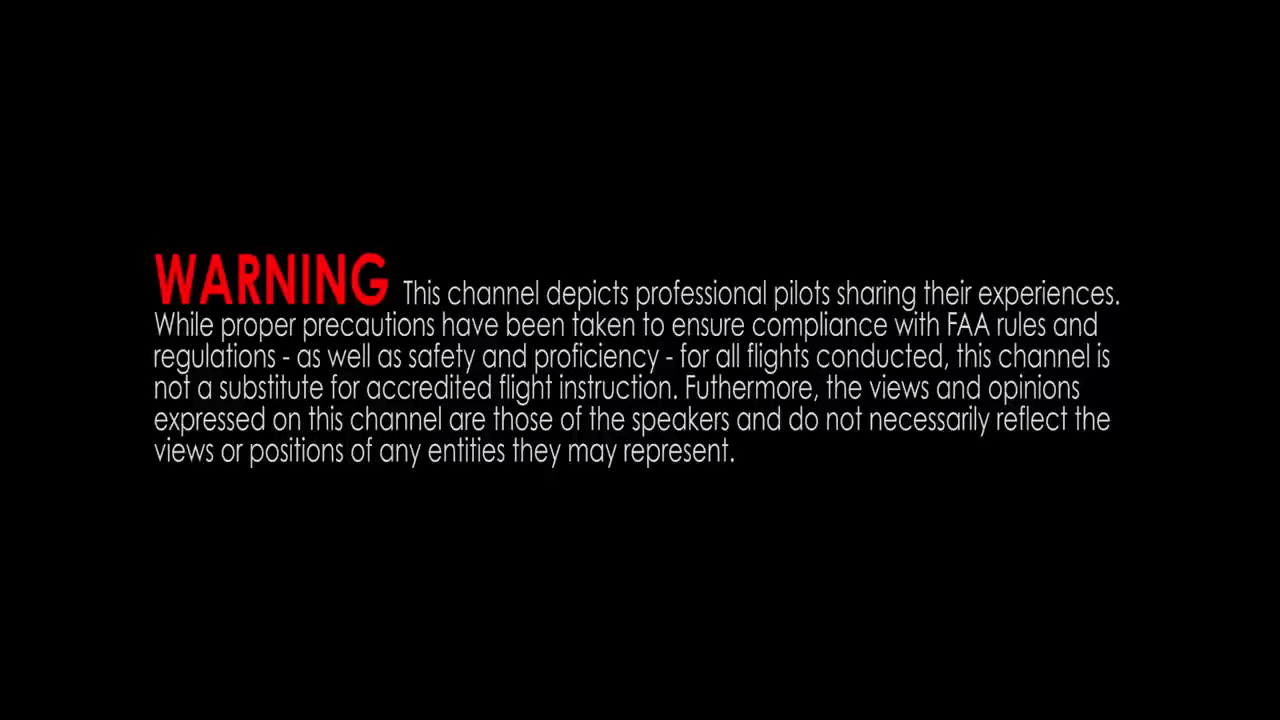 WARNING This channel depicts professional pilots sharing their experiences.
While proper precautions have been taken to ensure compliance with FAA rules and
regulations - as well as safety and proficiency - for all flights conducted, this channel is
not a substitute for accredited flight instruction. Futhermore, the views and opinions
expressed on this channel are those of the speakers and do not necessarily reflect the
views or positions of any entities they may represent.